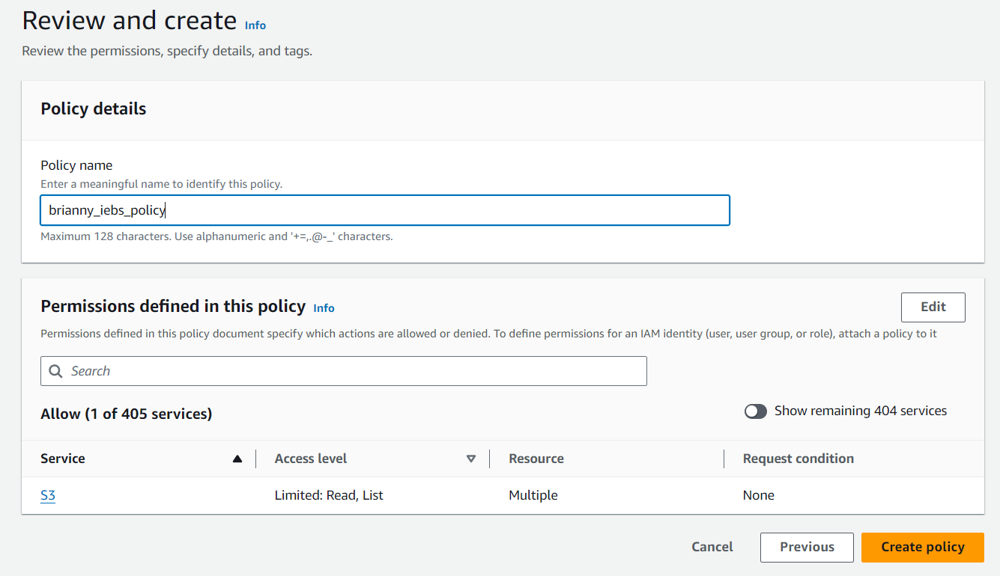 Review and create Info
Review the permissions, specify details, and tags.
Policy details
Policy name
Enter a meaningful name to identify this policy.
brianny_iebs_policy
Maximum 128 characters. Use alphanumeric and '+=,.@-_' characters.
Permissions defined in this policy Info
Edit
Permissions defined in this policy document specify which actions are allowed or denied. To define permissions for an IAM identity (user, user group, or role), attach a policy to it
Search
Allow (1 of 405 services)
Show remaining 404 services
Service Access level Resource Request condition
S3 Limited: Read, List Multiple None
Cancel Previous Create policy